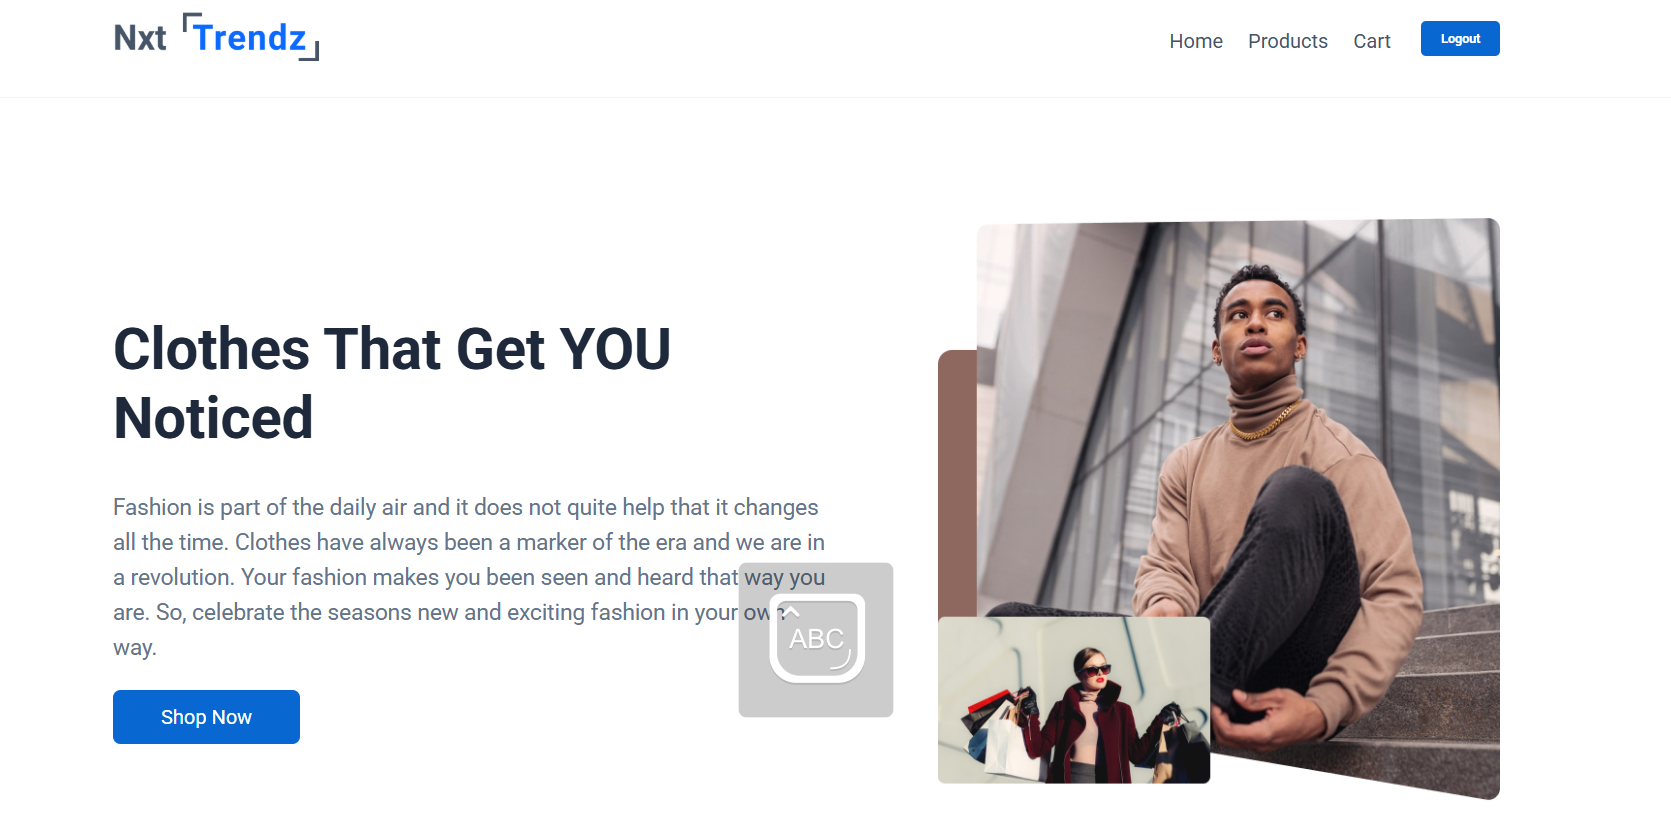 Nxt Trendz
Home Products Cart Logout
Clothes That Get YOU
Noticed
Fashion is part of the daily air and it does not quite help that it changes
all the time. Clothes have always been a marker of the era and we are in
a revolution. Your fashion makes you been seen and heard that way you
are. So, celebrate the seasons new and exciting fashion in your own
way.
ABC
Shop Now